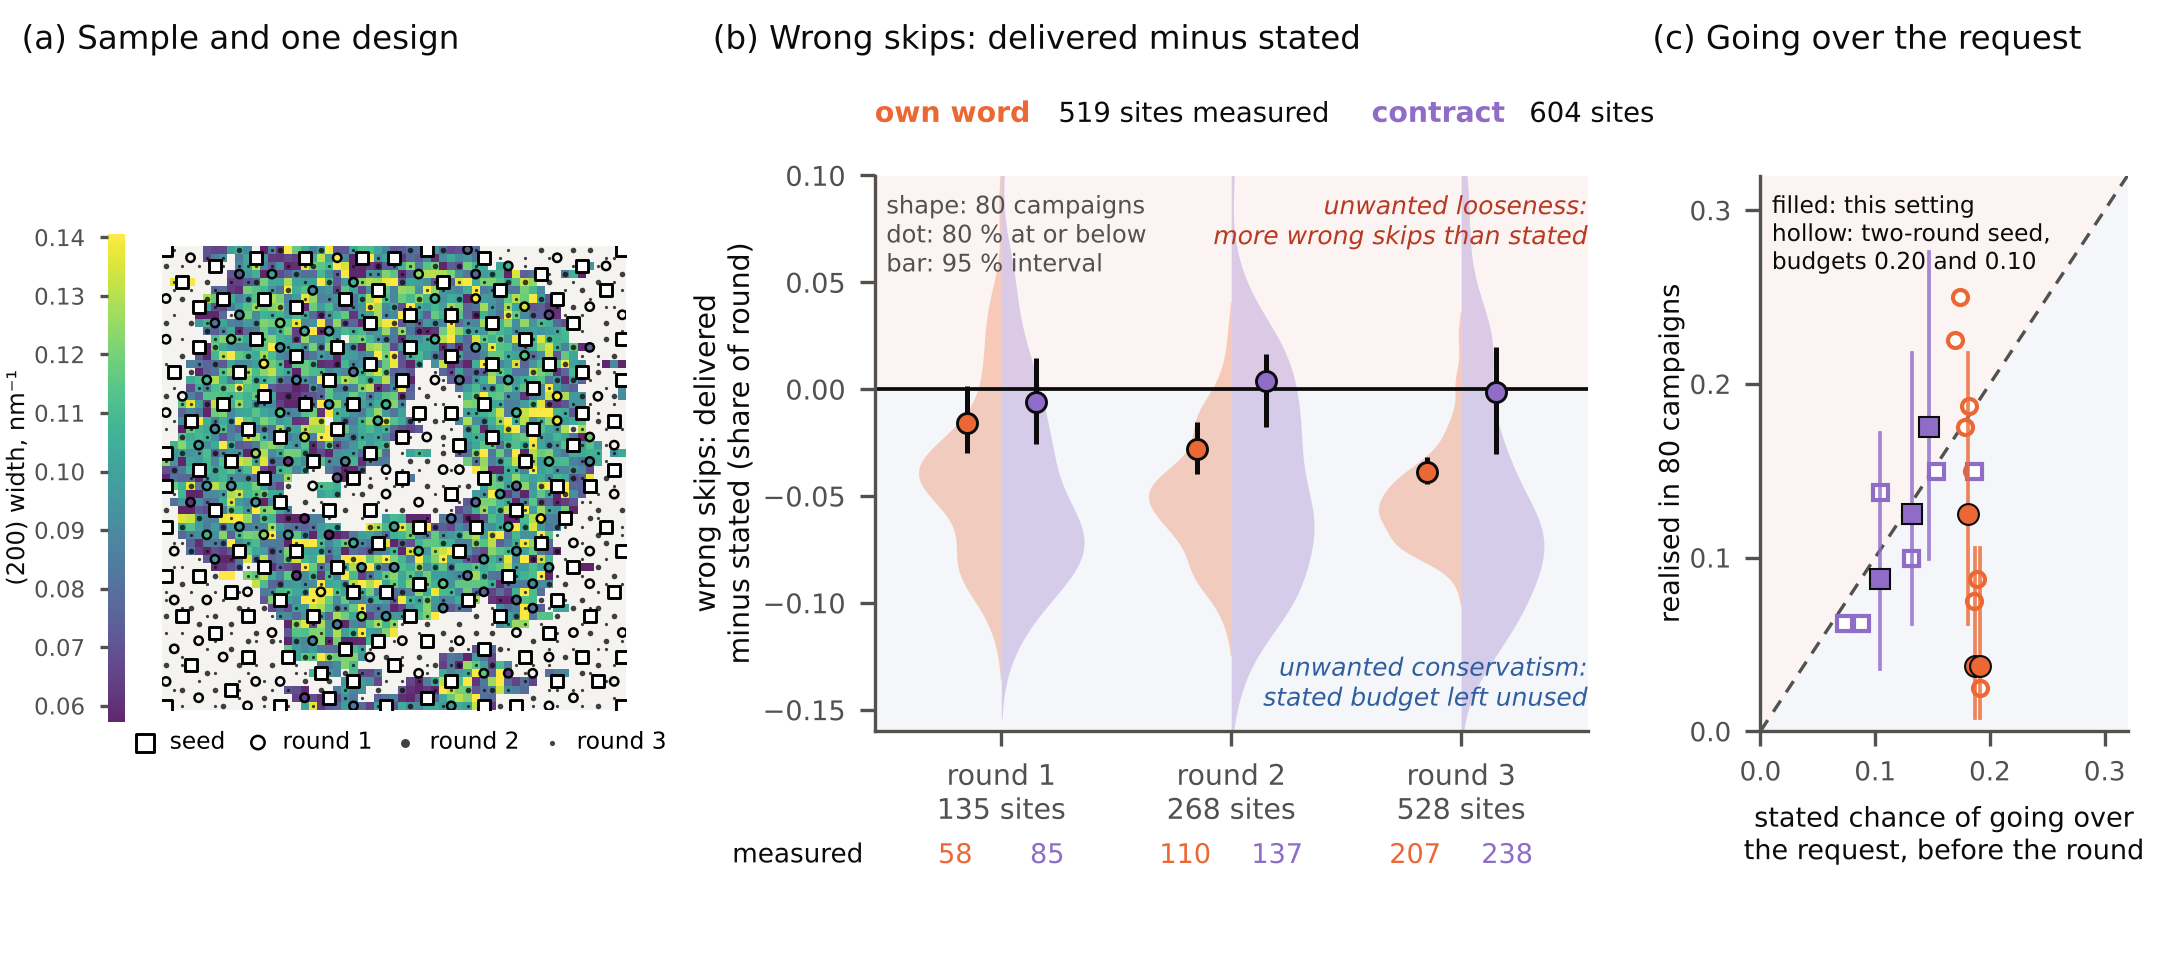 (a) Sample and one design
0.14
0.13
0.12
0.11
0.10
0.09
0.08
0.07
0.06
(200) width, nm⁻¹
seed round 1 round 2 round 3
(b) Wrong skips: delivered minus stated
own word 519 sites measured contract 604 sites
wrong skips: delivered
minus stated (share of round)
0.10
0.05
0.00
−0.05
−0.10
−0.15
shape: 80 campaigns
dot: 80 % at or below
bar: 95 % interval
unwanted looseness:
more wrong skips than stated
unwanted conservatism:
stated budget left unused
round 1 round 2 round 3
135 sites 268 sites 528 sites
measured 58 85 110 137 207 238
(c) Going over the request
realised in 80 campaigns
0.3
0.2
0.1
0.0
filled: this setting
hollow: two-round seed,
budgets 0.20 and 0.10
0.0 0.1 0.2 0.3
stated chance of going over
the request, before the round